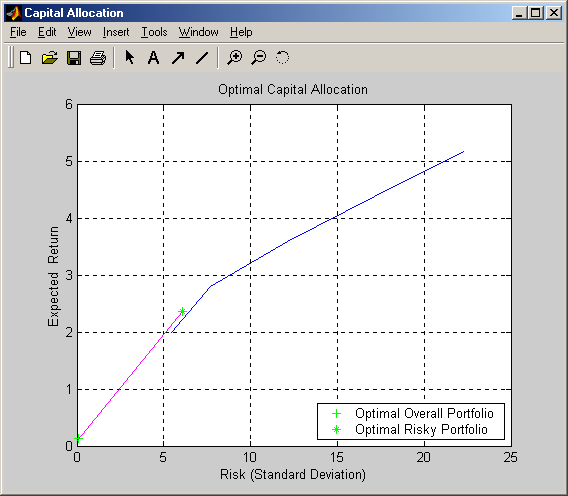 Capital Allocation
File Edit View Insert Tools Window Help
A
Optimal Capital Allocation
6
5
4
3
2
1
0
Expected Return
0 5 10 15 20 25
Risk (Standard Deviation)
Optimal Overall Portfolio
Optimal Risky Portfolio